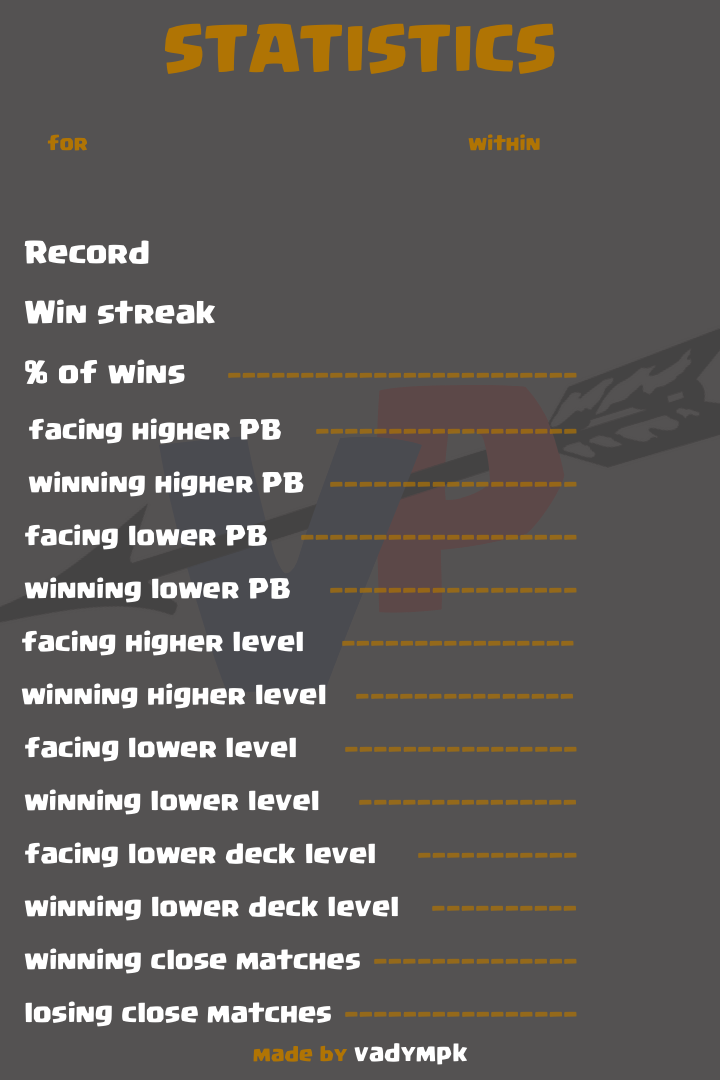 STATISTICS
for within
Record
Win streak
% of wins ------------------------
facing higher PB ------------------
winning higher PB -----------------
facing lower PB -------------------
winning lower PB -----------------
facing higher level ----------------
winning higher level ---------------
facing lower level ----------------
winning lower level ---------------
facing lower deck level -----------
winning lower deck level ----------
winning close matches --------------
losing close matches ----------------
made by vadympk
VP